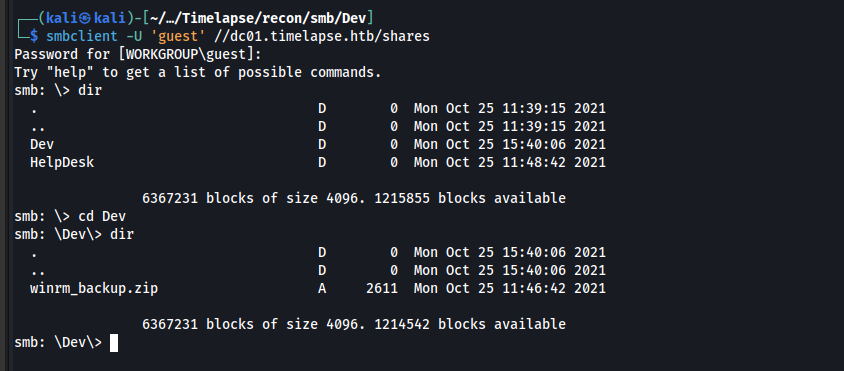 ┌──(kali㉿kali)-[~/…/Timelapse/recon/smb/Dev]
└─$ smbclient -U 'guest' //dc01.timelapse.htb/shares
Password for [WORKGROUP\guest]:
Try "help" to get a list of possible commands.
smb: \> dir
  .                                   D        0  Mon Oct 25 11:39:15 2021
  ..                                  D        0  Mon Oct 25 11:39:15 2021
  Dev                                 D        0  Mon Oct 25 15:40:06 2021
  HelpDesk                            D        0  Mon Oct 25 11:48:42 2021
                6367231 blocks of size 4096. 1215855 blocks available
smb: \> cd Dev
smb: \Dev\> dir
  .                                   D        0  Mon Oct 25 15:40:06 2021
  ..                                  D        0  Mon Oct 25 15:40:06 2021
  winrm_backup.zip                    A     2611  Mon Oct 25 11:46:42 2021
                6367231 blocks of size 4096. 1214542 blocks available
smb: \Dev\>